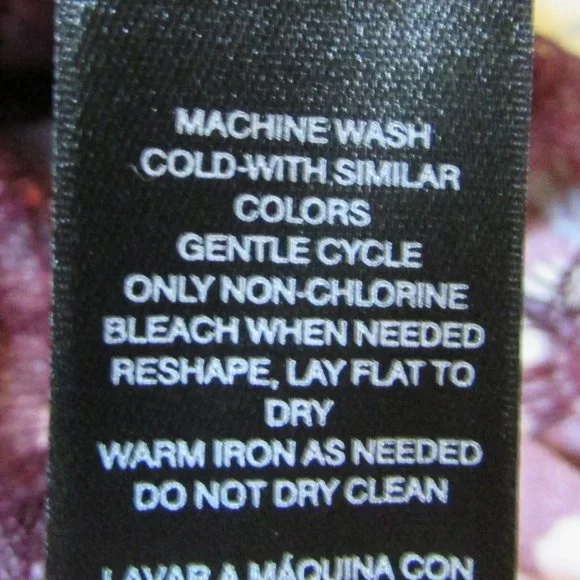 MACHINE WASH
COLD-WITH SIMILAR
COLORS
GENTLE CYCLE
ONLY NON-CHLORINE
BLEACH WHEN NEEDED
RESHAPE, LAY FLAT TO
DRY
WARM IRON AS NEEDED
DO NOT DRY CLEAN
LAVAR A MÁQUINA CON